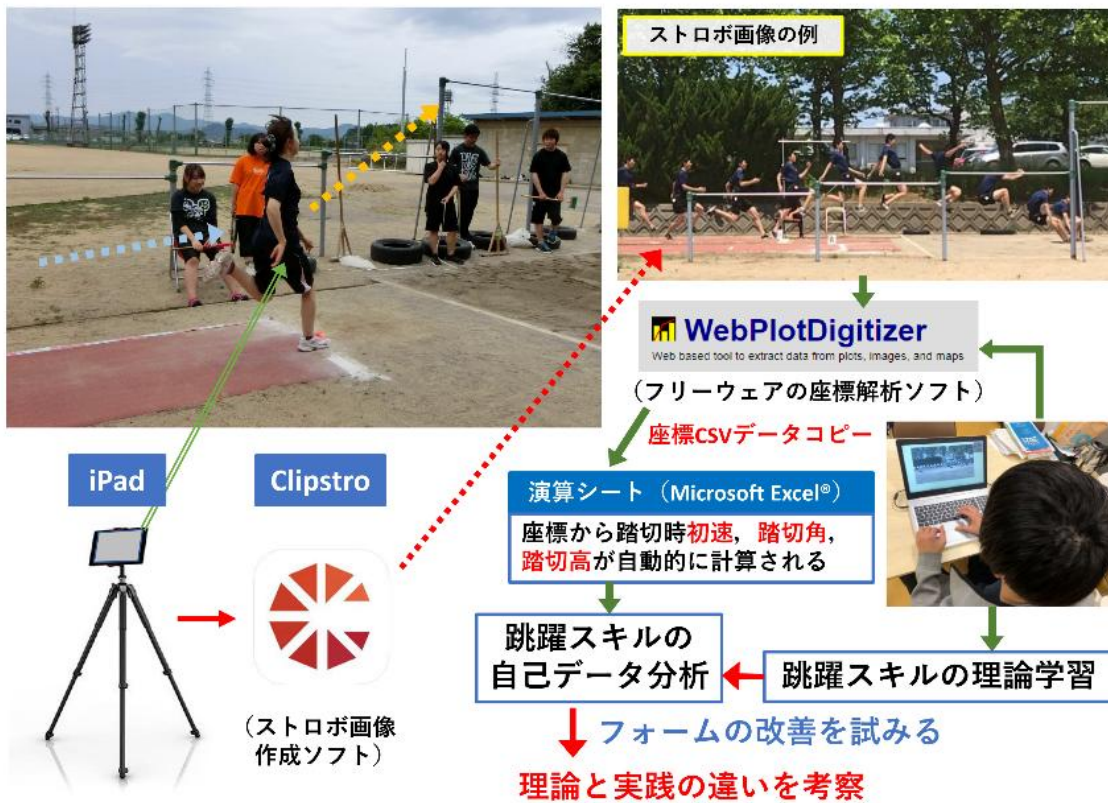 ストロボ画像の例
WebPlotDigitizer
Web based tool to extract data from plots, images, and maps
（フリーウェアの座標解析ソフト）
座標CSVデータコピー
iPad
Clipstro
演算シート（Microsoft Excel®）
座標から踏切時初速，踏切角，
踏切高が自動的に計算される
跳躍スキルの
自己データ分析
跳躍スキルの理論学習
（ストロボ画像
作成ソフト）
フォームの改善を試みる
理論と実践の違いを考察